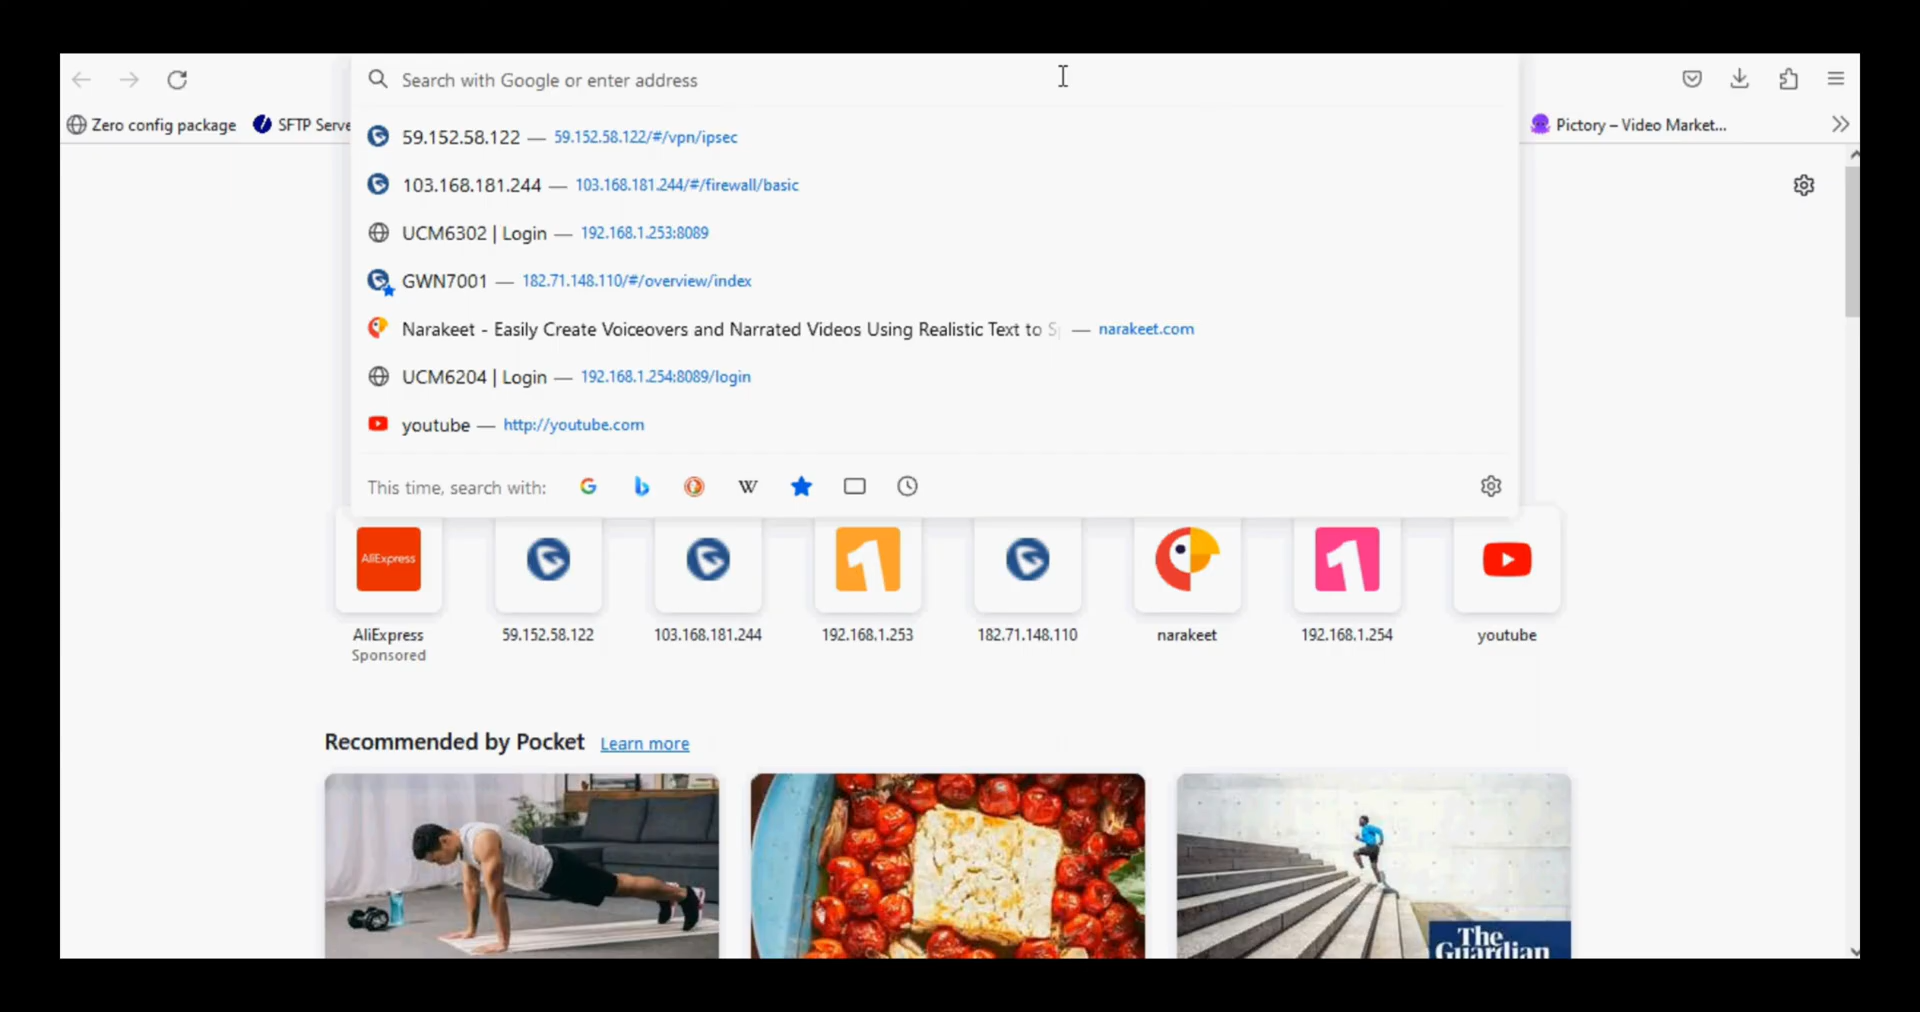 Search with Google or enter address
Zero config package
SFTP Serve
Pictory – Video Market...
59.152.58.122 — 59.152.58.122/#/vpn/ipsec
103.168.181.244 — 103.168.181.244/#/firewall/basic
UCM6302 | Login — 192.168.1.253:8089
GWN7001 — 182.71.148.110/#/overview/index
Narakeet - Easily Create Voiceovers and Narrated Videos Using Realistic Text to S — narakeet.com
UCM6204 | Login — 192.168.1.254:8089/login
youtube — http://youtube.com
This time, search with:
AliExpress
AliExpress
Sponsored
59.152.58.122
103.168.181.244
192.168.1.253
182.71.148.110
narakeet
192.168.1.254
youtube
Recommended by Pocket Learn more
The
Guardian